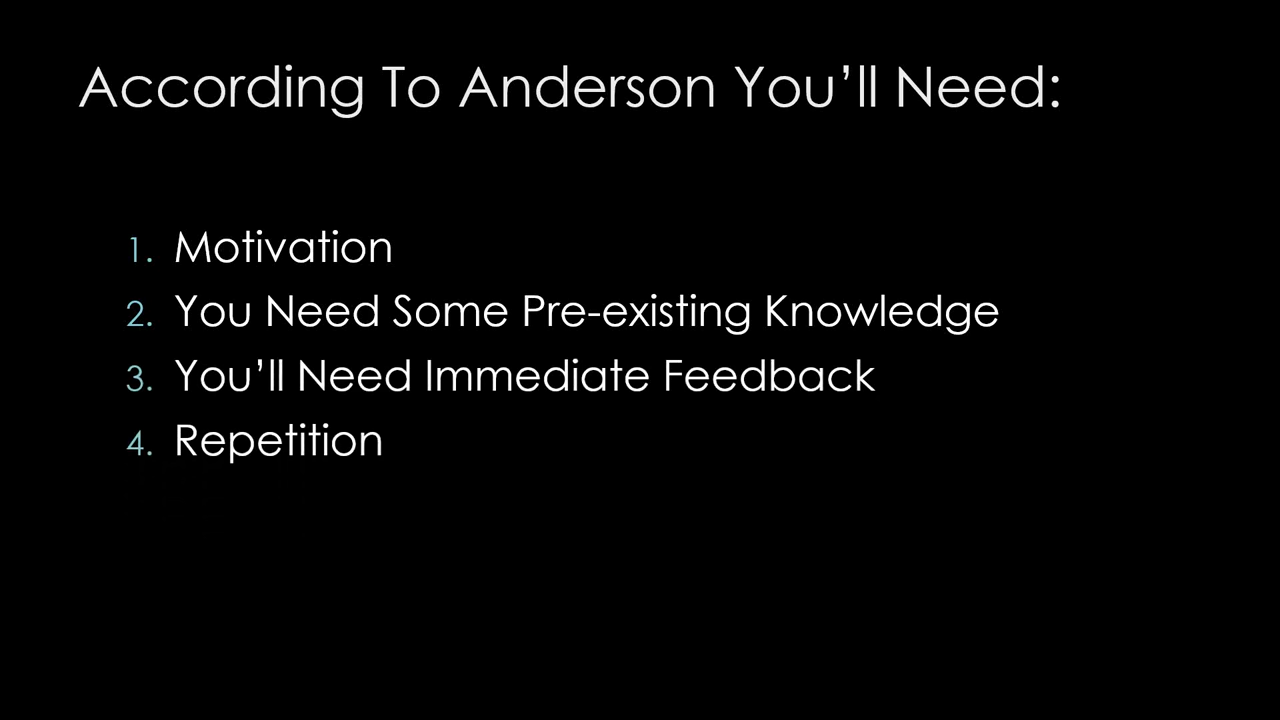 According To Anderson You’ll Need:
1. Motivation
2. You Need Some Pre-existing Knowledge
3. You’ll Need Immediate Feedback
4. Repetition